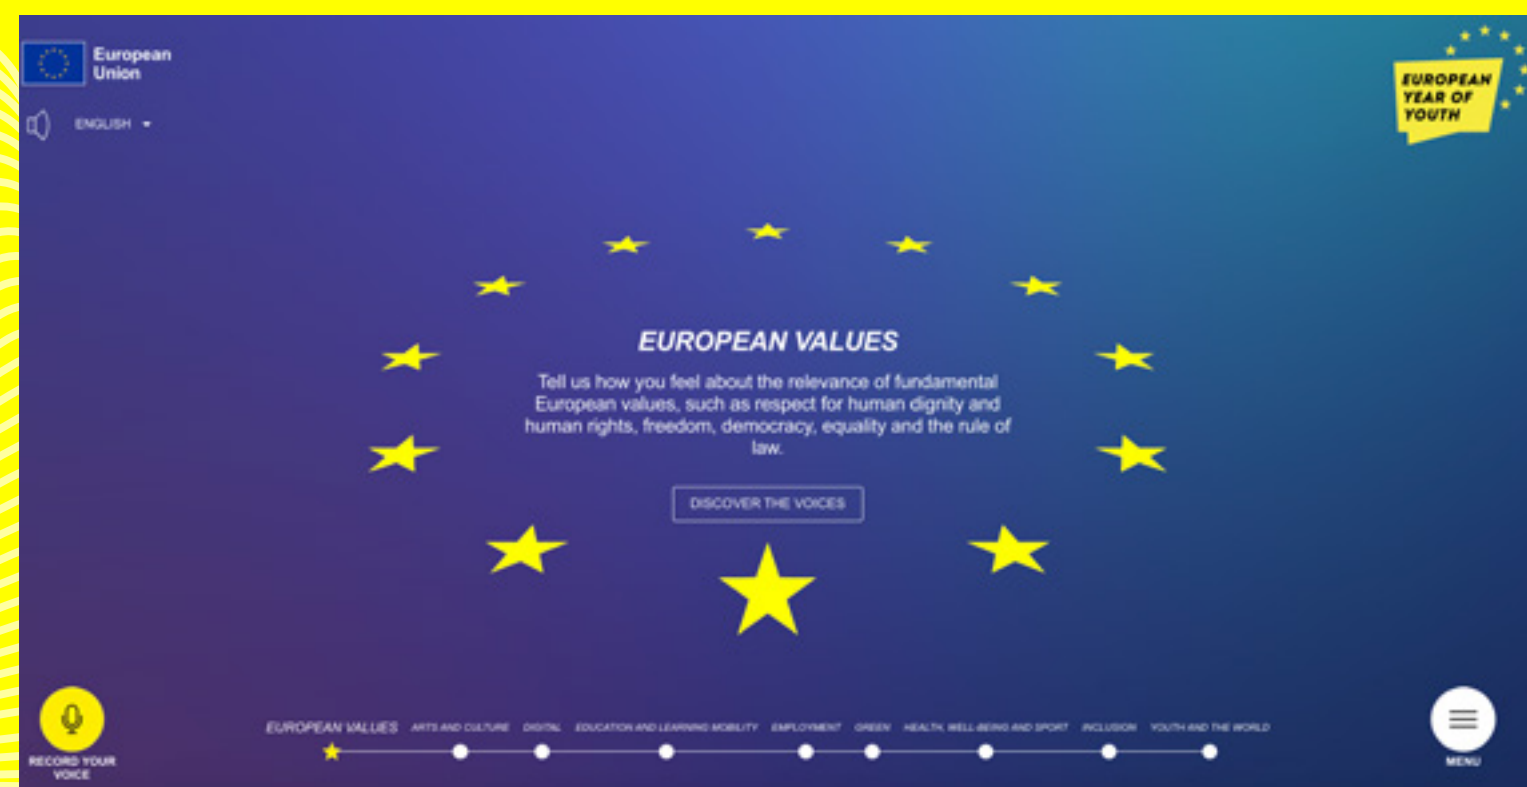 European
Union
ENGLISH
EUROPEAN
YEAR OF
YOUTH
EUROPEAN VALUES
Tell us how you feel about the relevance of fundamental
European values, such as respect for human dignity and
human rights, freedom, democracy, equality and the rule of
law.
DISCOVER THE VOICES
EUROPEAN VALUES ARTS AND CULTURE DIGITAL EDUCATION AND LEARNING MOBILITY EMPLOYMENT GREEN HEALTH, WELL-BEING AND SPORT INCLUSION YOUTH AND THE WORLD
RECORD YOUR
VOICE
MENU